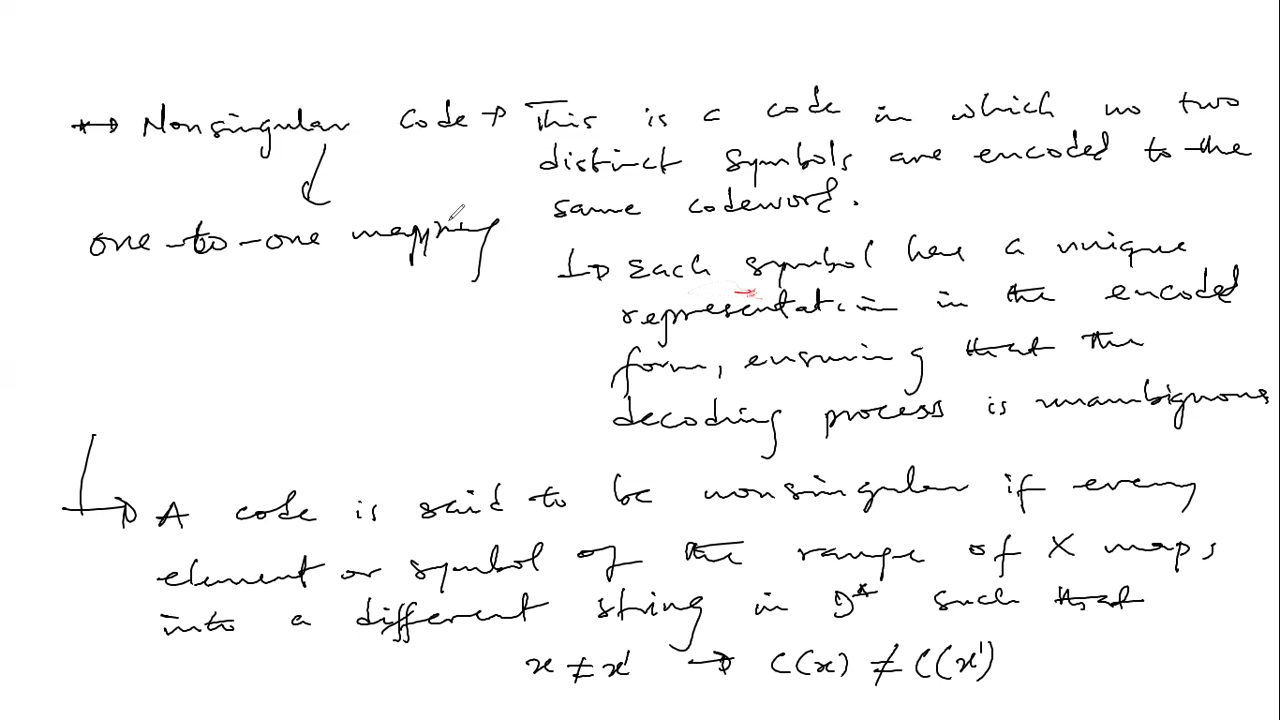 Nonsingular Code → This is a code in which no two
distinct symbols are encoded to the
same codeword.
one-to-one mapping
↳ Each symbol has a unique
representation in the encoded
form, ensuring that the
decoding process is unambiguous
↳ A code is said to be nonsingular if every
element or symbol of the range of X maps
into a different string in D* such that
x ≠ x' → C(x) ≠ C(x')